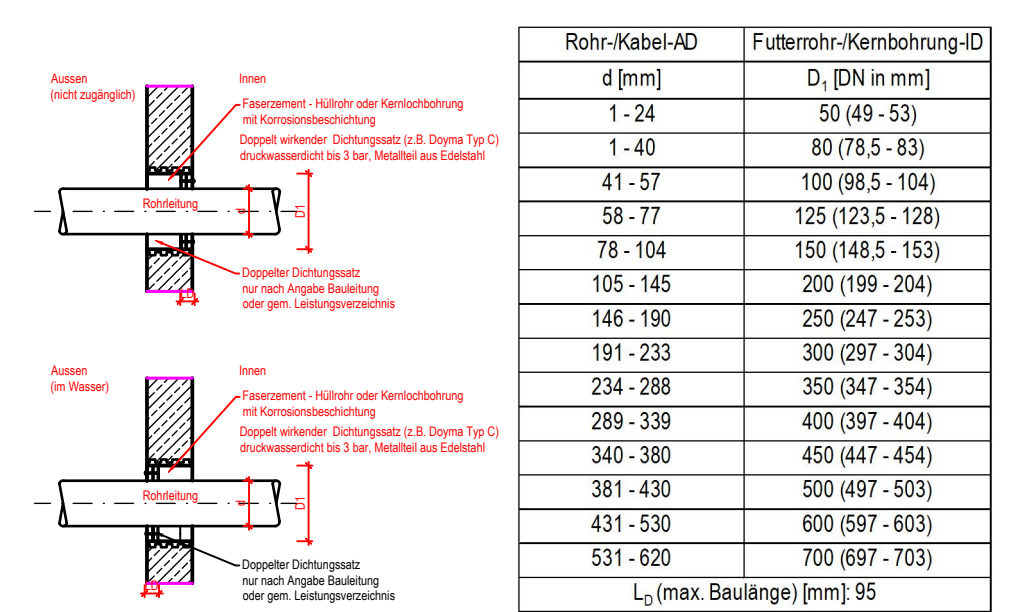 Aussen
(nicht zugänglich)
Innen
Faserzement - Hüllrohr oder Kernlochbohrung
mit Korrosionsbeschichtung
Doppelt wirkender Dichtungssatz (z.B. Doyma Typ C)
druckwasserdicht bis 3 bar, Metallteil aus Edelstahl
Rohrleitung
d
D1
Doppelter Dichtungssatz
nur nach Angabe Bauleitung
oder gem. Leistungsverzeichnis
LD
Aussen
(im Wasser)
Innen
Faserzement - Hüllrohr oder Kernlochbohrung
mit Korrosionsbeschichtung
Doppelt wirkender Dichtungssatz (z.B. Doyma Typ C)
druckwasserdicht bis 3 bar, Metallteil aus Edelstahl
Rohrleitung
d
D1
Doppelter Dichtungssatz
nur nach Angabe Bauleitung
oder gem. Leistungsverzeichnis
LD
Rohr-/Kabel-AD Futterrohr-/Kernbohrung-ID
d [mm] D₁ [DN in mm]
1 - 24 50 (49 - 53)
1 - 40 80 (78,5 - 83)
41 - 57 100 (98,5 - 104)
58 - 77 125 (123,5 - 128)
78 - 104 150 (148,5 - 153)
105 - 145 200 (199 - 204)
146 - 190 250 (247 - 253)
191 - 233 300 (297 - 304)
234 - 288 350 (347 - 354)
289 - 339 400 (397 - 404)
340 - 380 450 (447 - 454)
381 - 430 500 (497 - 503)
431 - 530 600 (597 - 603)
531 - 620 700 (697 - 703)
L_D (max. Baulänge) [mm]: 95